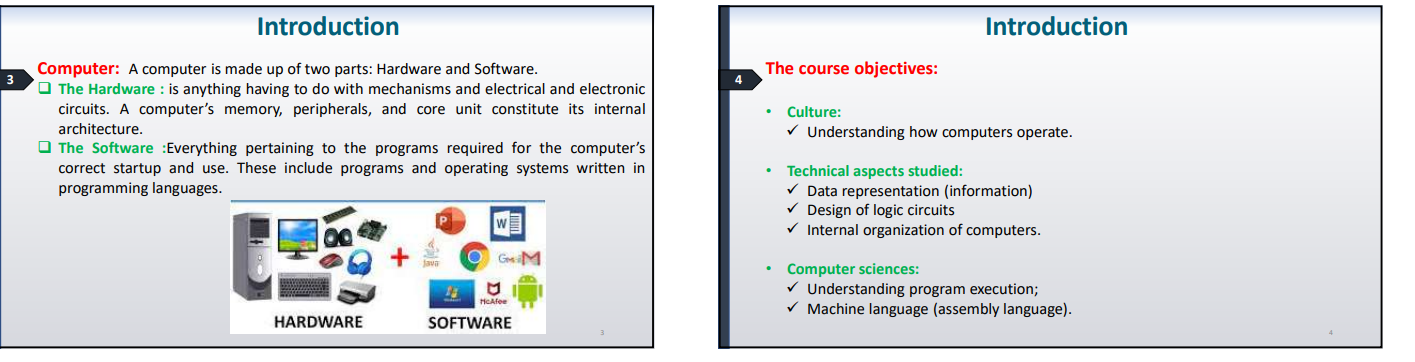 Introduction
3
Computer: A computer is made up of two parts: Hardware and Software.
❑ The Hardware : is anything having to do with mechanisms and electrical and electronic
circuits. A computer’s memory, peripherals, and core unit constitute its internal
architecture.
❑ The Software :Everything pertaining to the programs required for the computer’s
correct startup and use. These include programs and operating systems written in
programming languages.
P
W
Java
Gmail
McAfee
HARDWARE
+
SOFTWARE
3
Introduction
4
The course objectives:
• Culture:
✓ Understanding how computers operate.
• Technical aspects studied:
✓ Data representation (information)
✓ Design of logic circuits
✓ Internal organization of computers.
• Computer sciences:
✓ Understanding program execution;
✓ Machine language (assembly language).
4